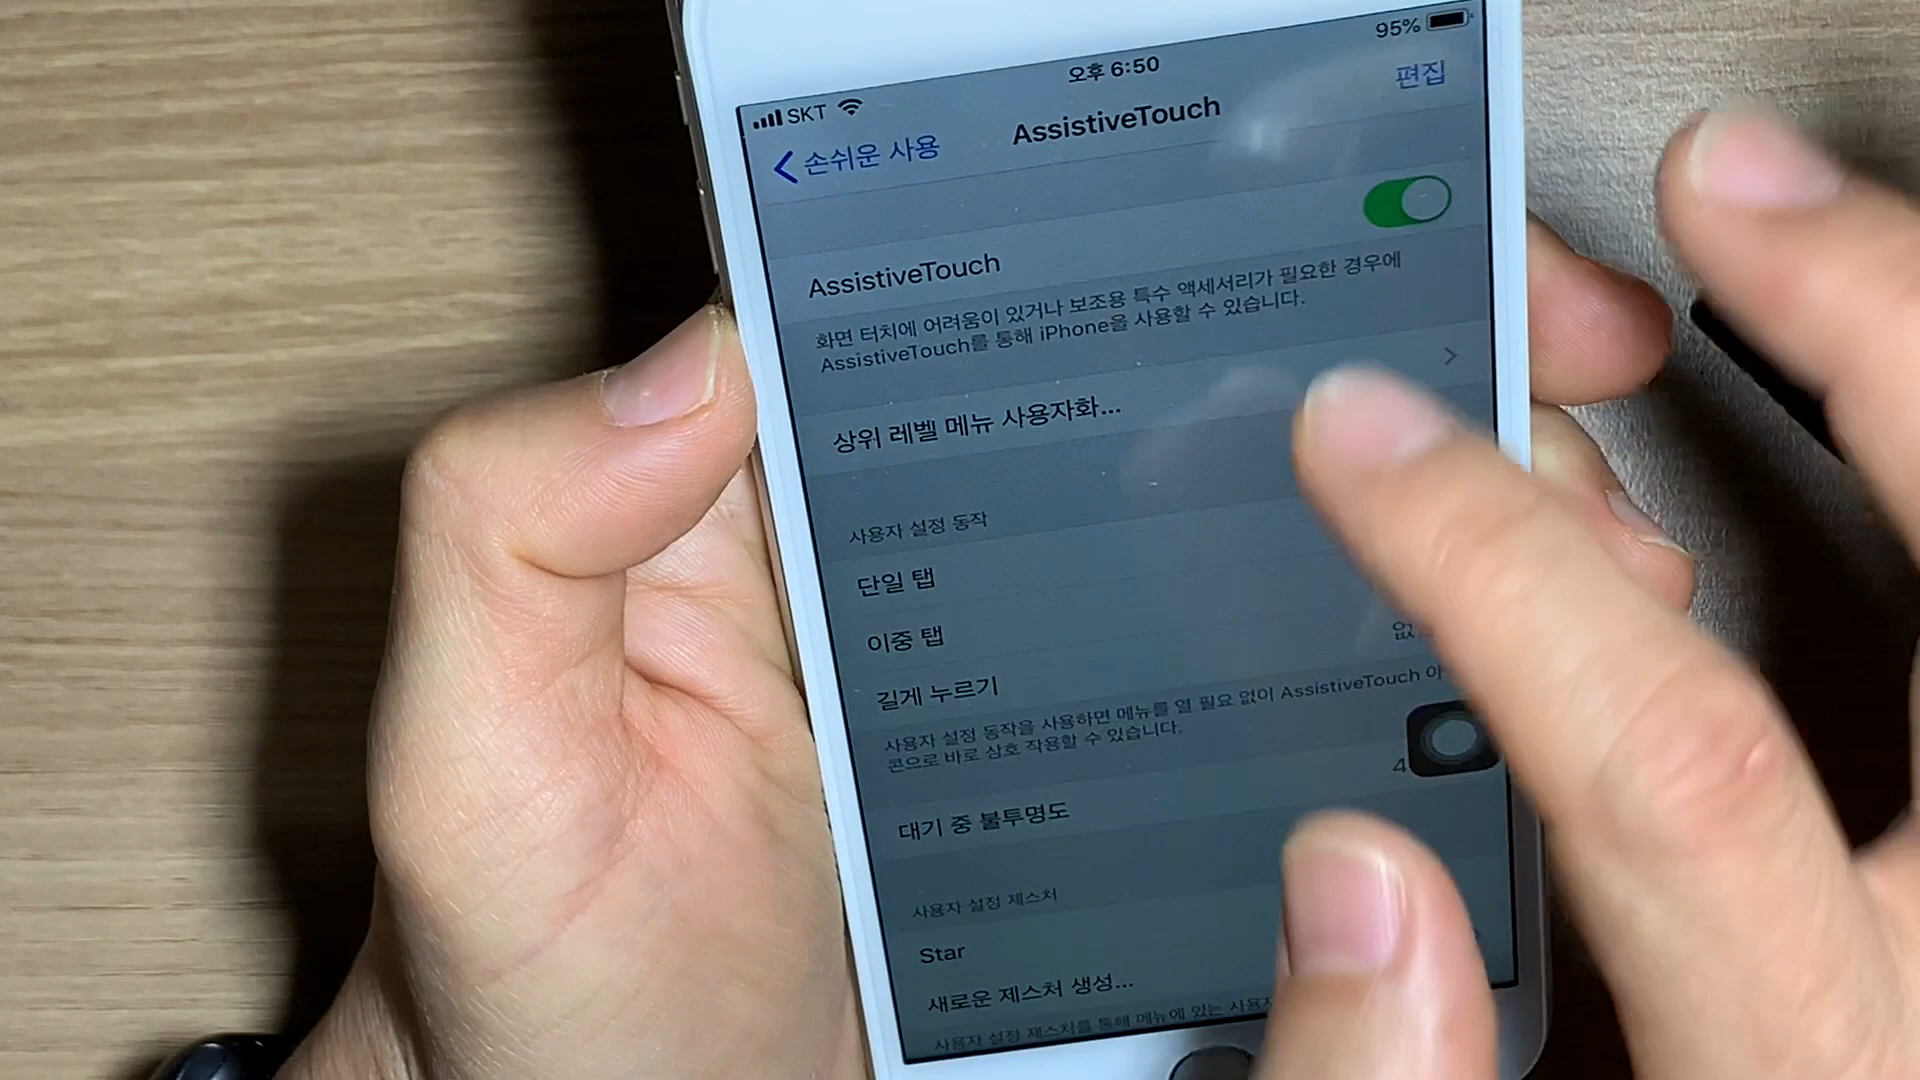 SKT
오후 6:50
95%
손쉬운 사용
AssistiveTouch
편집
AssistiveTouch
화면 터치에 어려움이 있거나 보조용 특수 액세서리가 필요한 경우에
AssistiveTouch를 통해 iPhone을 사용할 수 있습니다.
상위 레벨 메뉴 사용자화...
사용자 설정 동작
단일 탭
이중 탭
길게 누르기
사용자 설정 동작을 사용하면 메뉴를 열 필요 없이 AssistiveTouch 아
콘으로 바로 상호 작용할 수 있습니다.
대기 중 불투명도
4
사용자 설정 제스처
Star
새로운 제스처 생성...
사용자 설정 제스처를 통해 메뉴에 있는